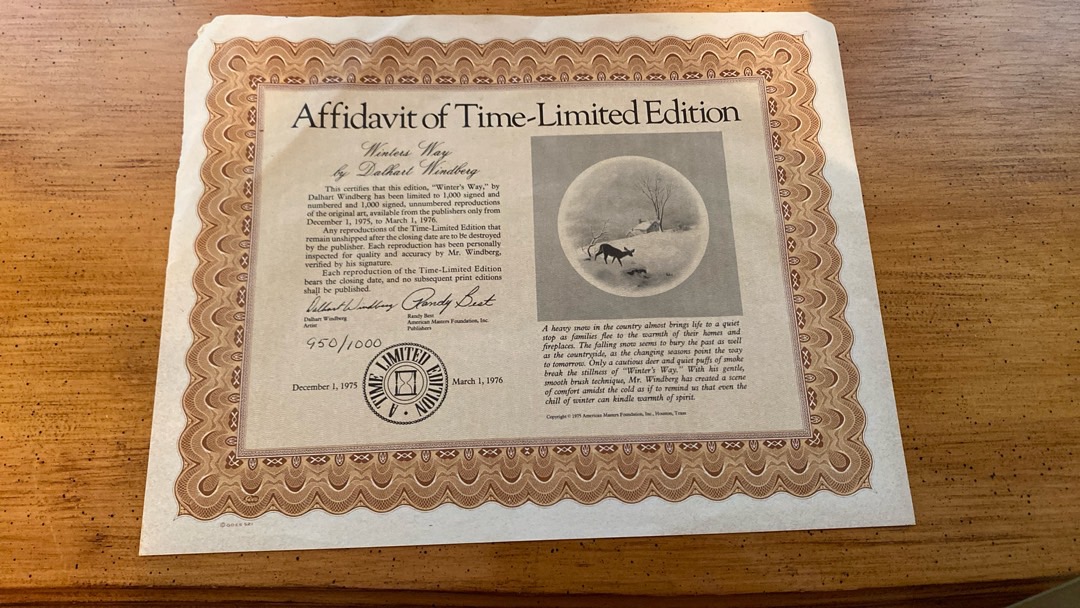 Affidavit of Time-Limited Edition
Winters Way
by Dalhart Windberg
This certifies that this edition, "Winter's Way," by
Dalhart Windberg has been limited to 1,000 signed and
numbered and 1,000 signed, unnumbered reproductions
of the original art, available from the publishers only from
December 1, 1975, to March 1, 1976.
Any reproductions of the Time-Limited Edition that
remain unshipped after the closing date are to be destroyed
by the publisher. Each reproduction has been personally
inspected for quality and accuracy by Mr. Windberg,
verified by his signature.
Each reproduction of the Time-Limited Edition
bears the closing date, and no subsequent print editions
shall be published.
Dalhart Windberg Randy Best
Dalhart Windberg
Artist
Randy Best
American Masters Foundation, Inc.
Publishers
950/1000
December 1, 1975
A TIME LIMITED EDITION
March 1, 1976
A heavy snow in the country almost brings life to a quiet
stop as families flee to the warmth of their homes and
fireplaces. The falling snow seems to bury the past as well
as the countryside, as the changing seasons point the way
to tomorrow. Only a cautious deer and quiet puffs of smoke
break the stillness of "Winter's Way." With his gentle,
smooth brush technique, Mr. Windberg has created a scene
of comfort amidst the cold as if to remind us that even the
chill of winter can kindle warmth of spirit.
Copyright © 1975 American Masters Foundation, Inc., Houston, Texas